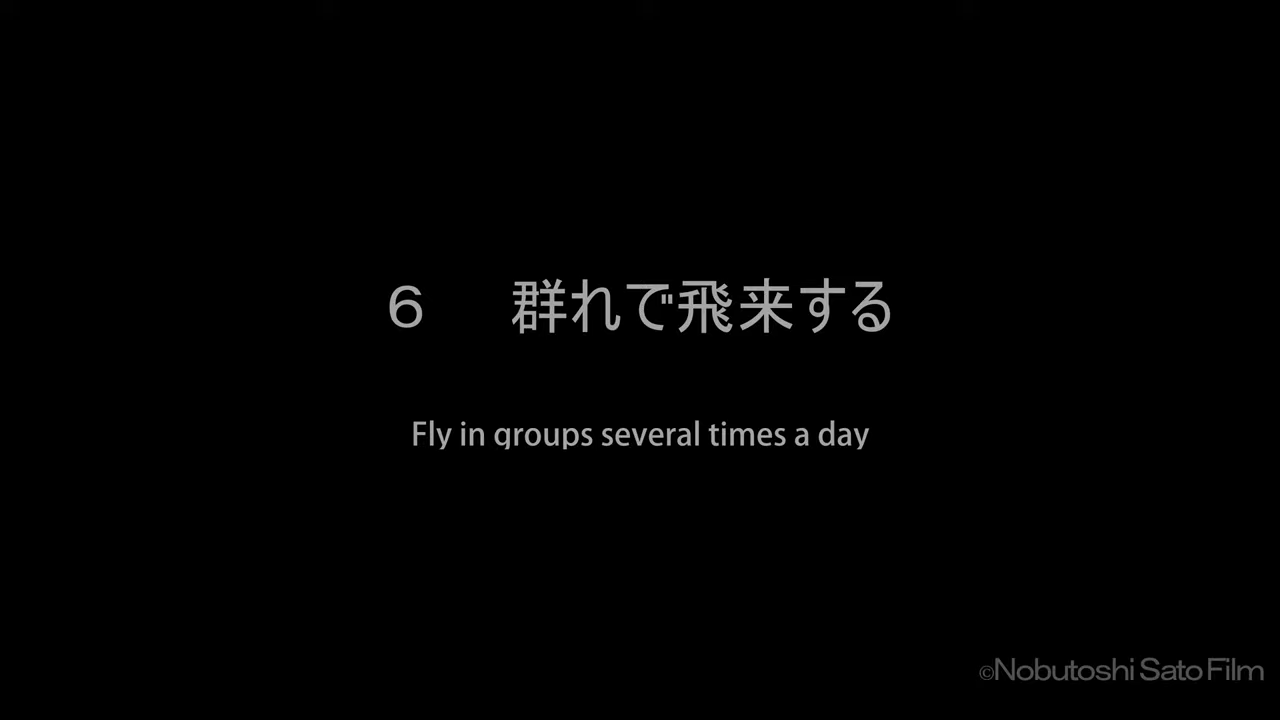 ６　群れで飛来する
Fly in groups several times a day
©Nobutoshi Sato Film